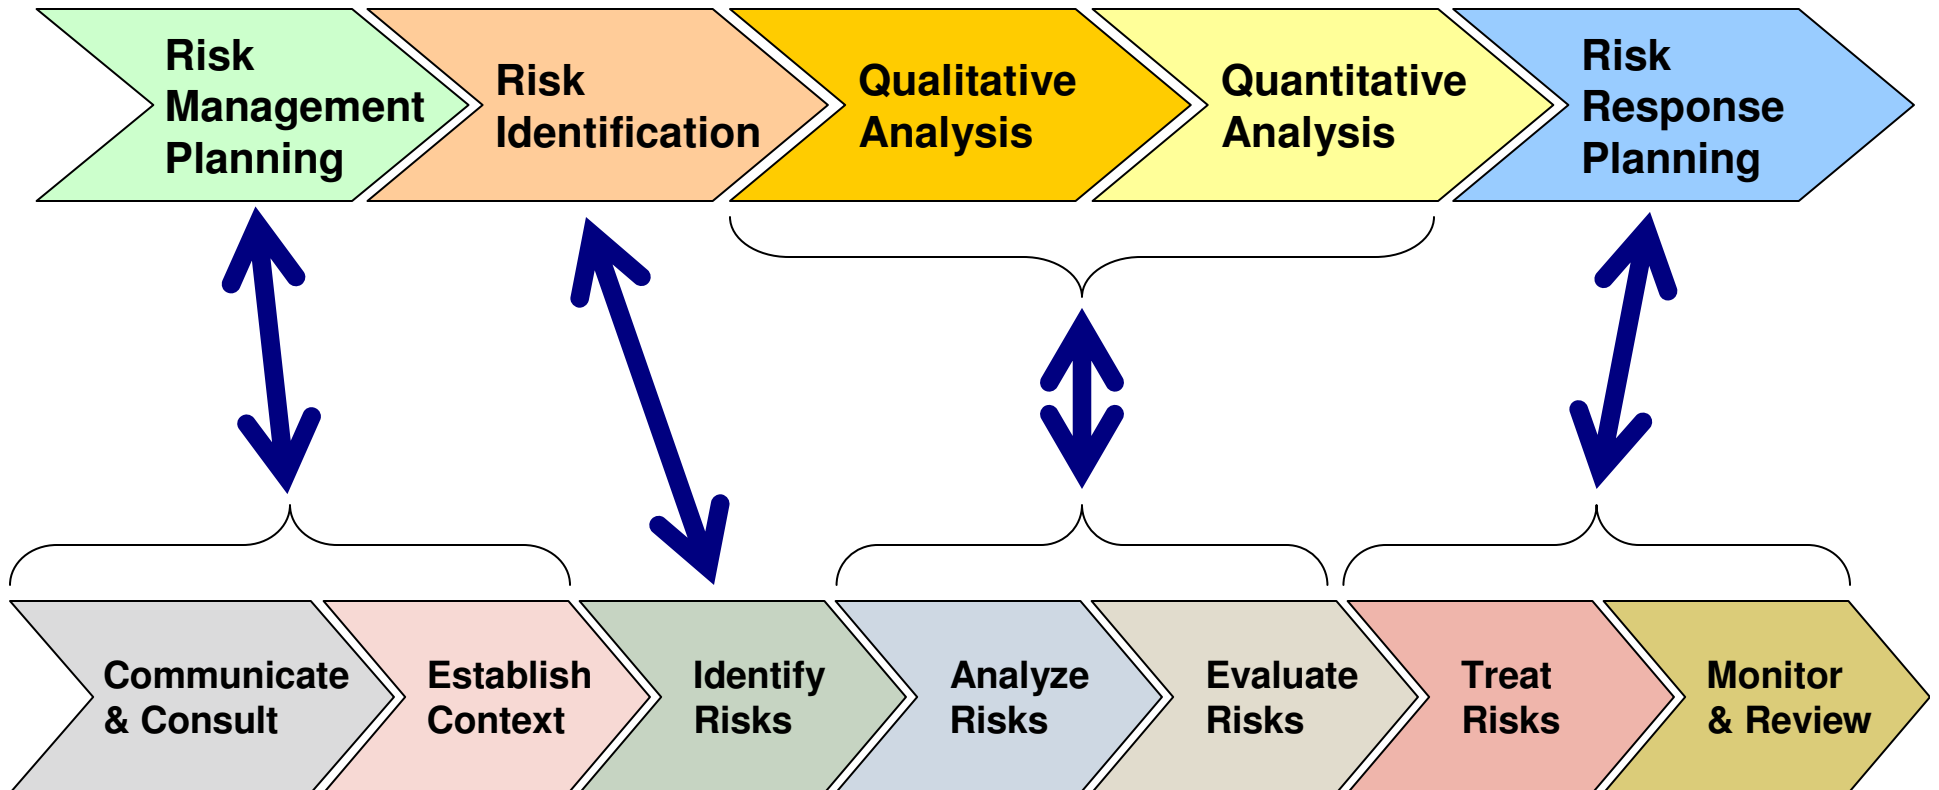 Risk
Management
Planning
Risk
Identification
Qualitative
Analysis
Quantitative
Analysis
Risk
Response
Planning
Communicate
& Consult
Establish
Context
Identify
Risks
Analyze
Risks
Evaluate
Risks
Treat
Risks
Monitor
& Review